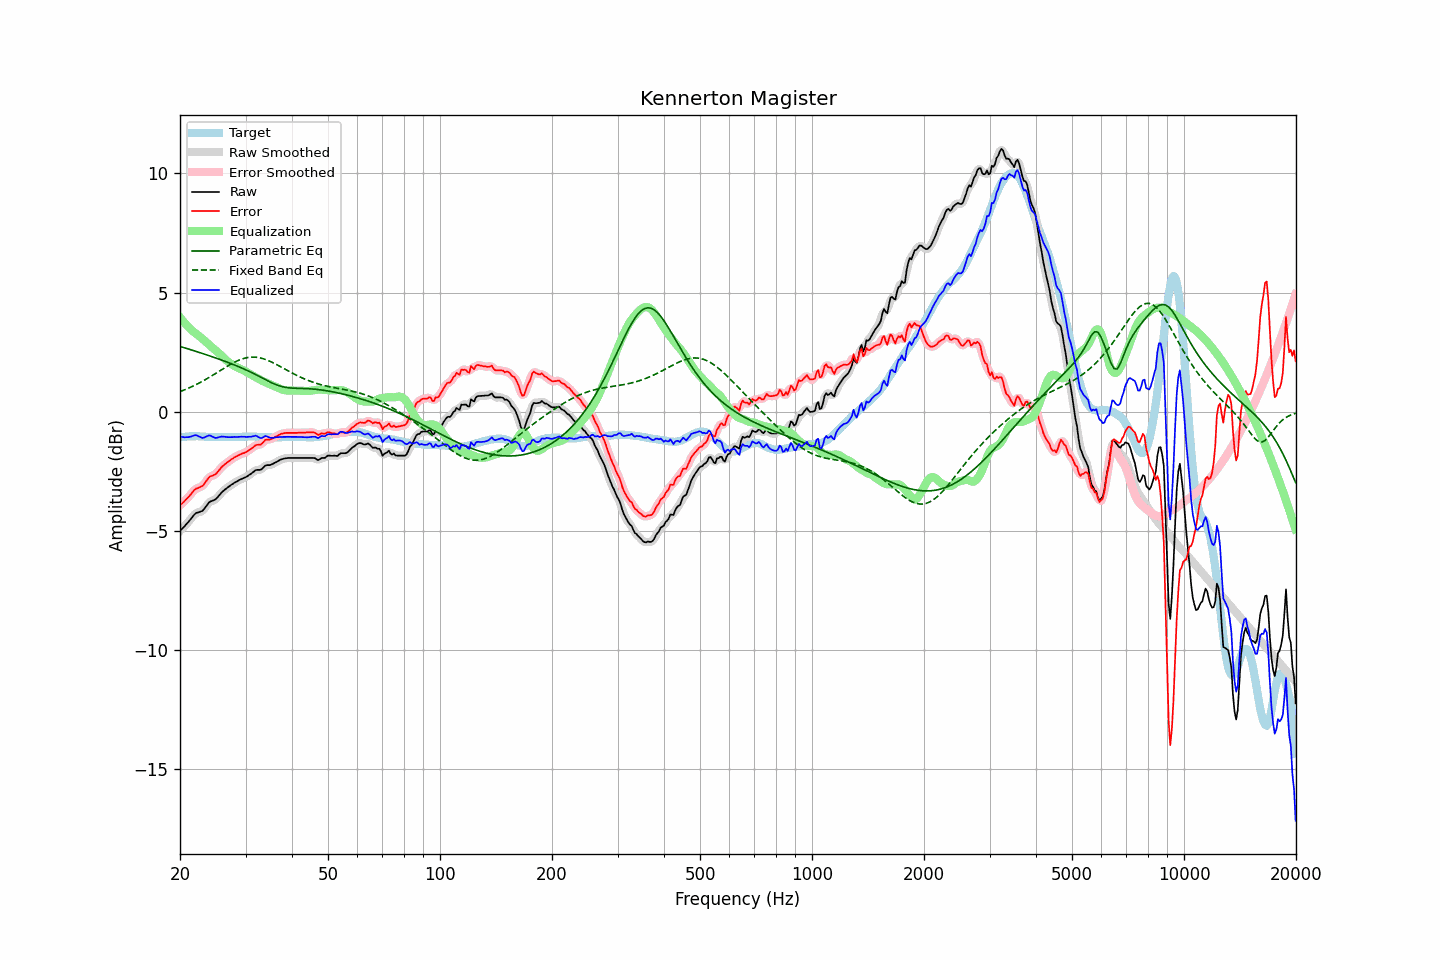 Kennerton Magister
Target
Raw Smoothed
Error Smoothed
Raw
Error
Equalization
Parametric Eq
Fixed Band Eq
Equalized
Amplitude (dBr)
10
5
0
−5
−10
−15
20
50
100
200
500
1000
2000
5000
10000
20000
Frequency (Hz)